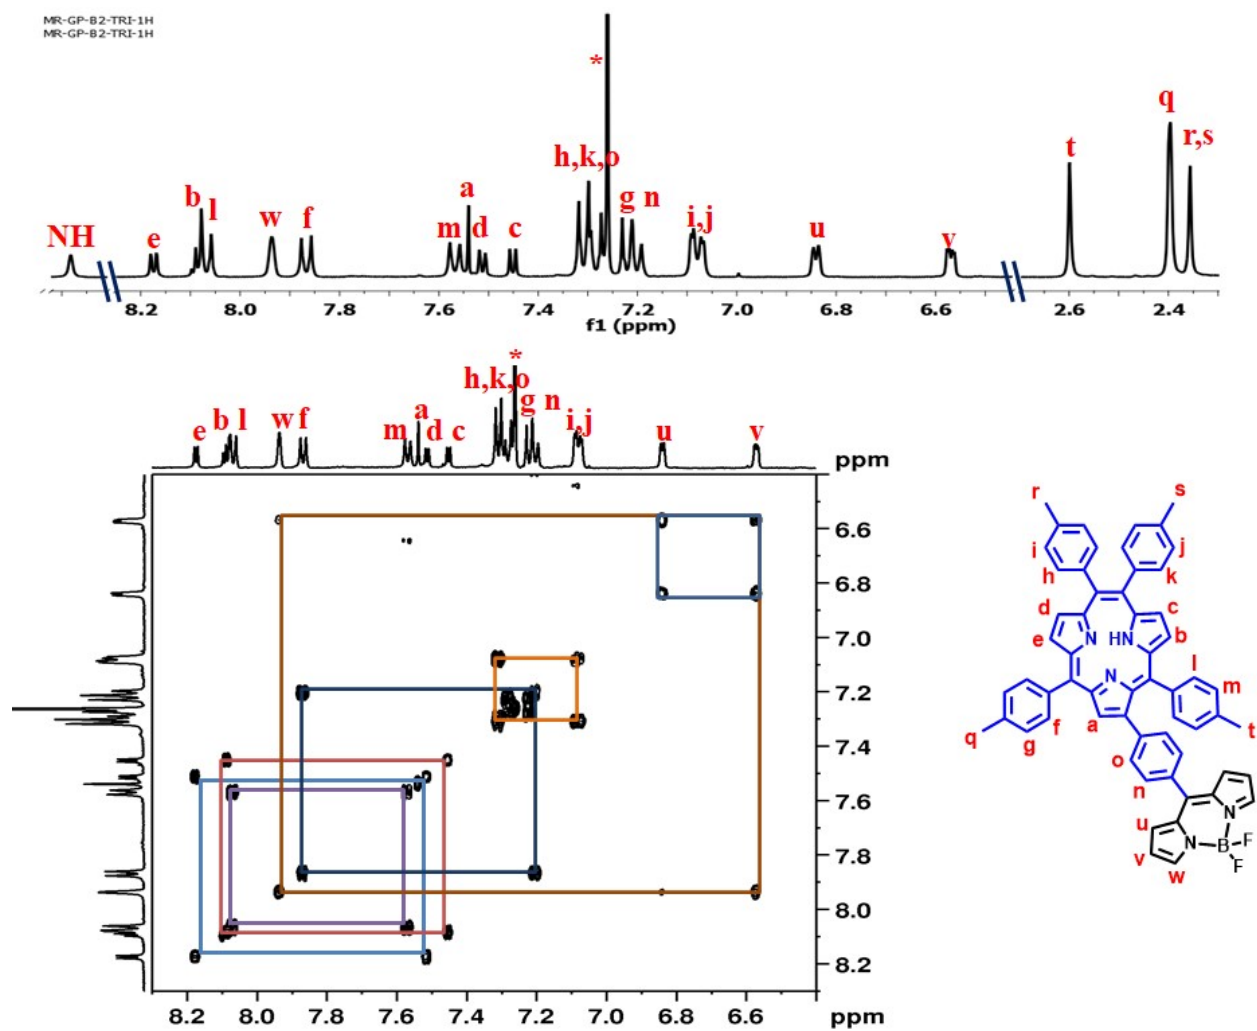 MR-GP-B2-TRI-1H
MR-GP-B2-TRI-1H
NH e b l w f m a d c h,k,o * g n i,j u v t q r,s
8.2 8.0 7.6 7.4 7.2 7.0 6.8 6.6 2.6 2.4
f1 (ppm)
e b l w f m a d c h,k,o * g n i,j u v
ppm
6.6
6.8
7.0
7.2
7.4
7.6
7.8
8.0
8.2
8.2 8.0 7.8 7.6 7.4 7.2 7.0 6.8 6.6 ppm
r s
i j
h k
d c
e N HN b
N l
m
q g f a t
o
n
u N N
v B F
w F